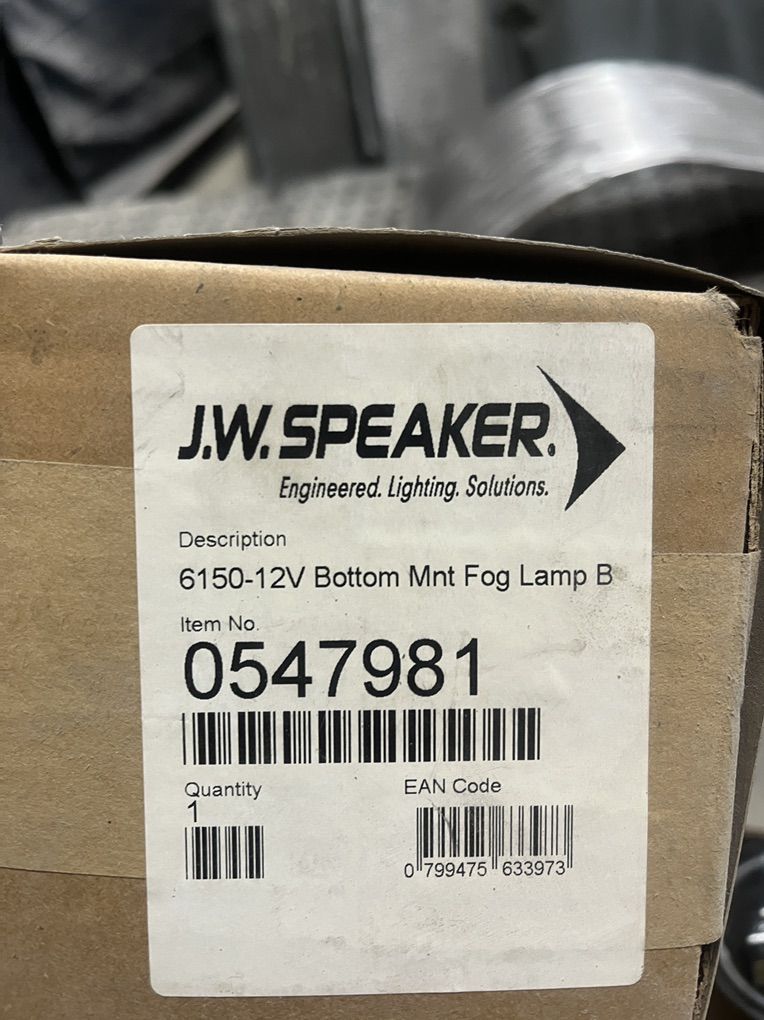 J.W. SPEAKER.
Engineered. Lighting. Solutions.
Description
6150-12V Bottom Mnt Fog Lamp B
Item No.
0547981
Quantity
1
EAN Code
0 799475 633973